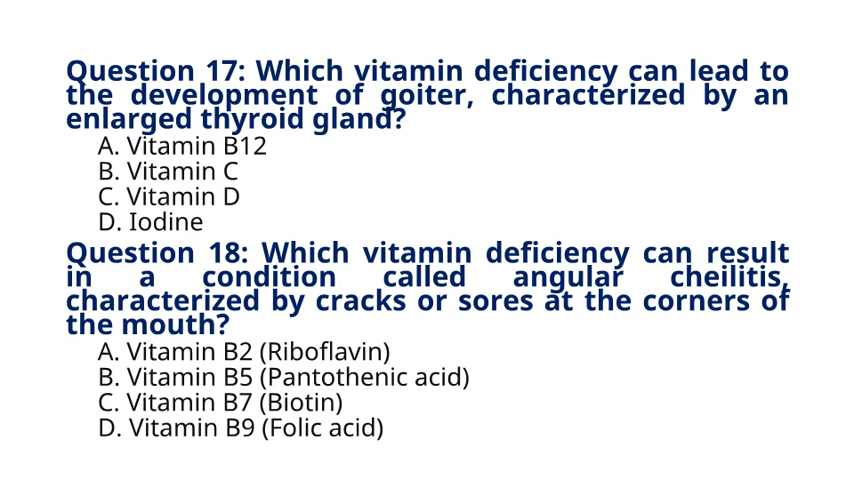 Question 17: Which vitamin deficiency can lead to
the development of goiter, characterized by an
enlarged thyroid gland?
A. Vitamin B12
B. Vitamin C
C. Vitamin D
D. Iodine
Question 18: Which vitamin deficiency can result
in a condition called angular cheilitis,
characterized by cracks or sores at the corners of
the mouth?
A. Vitamin B2 (Riboflavin)
B. Vitamin B5 (Pantothenic acid)
C. Vitamin B7 (Biotin)
D. Vitamin B9 (Folic acid)